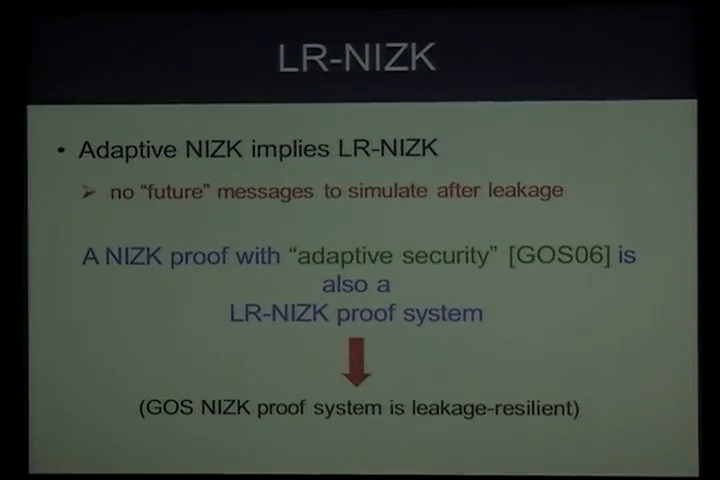 LR-NIZK
• Adaptive NIZK implies LR-NIZK
➢ no “future” messages to simulate after leakage
A NIZK proof with “adaptive security” [GOS06] is
also a
LR-NIZK proof system
(GOS NIZK proof system is leakage-resilient)